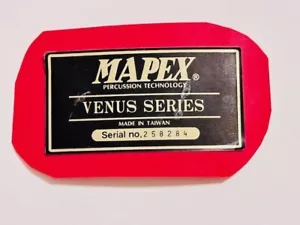 MAPEX®
PERCUSSION TECHNOLOGY
VENUS SERIES
MADE IN TAIWAN
Serial no. 258284